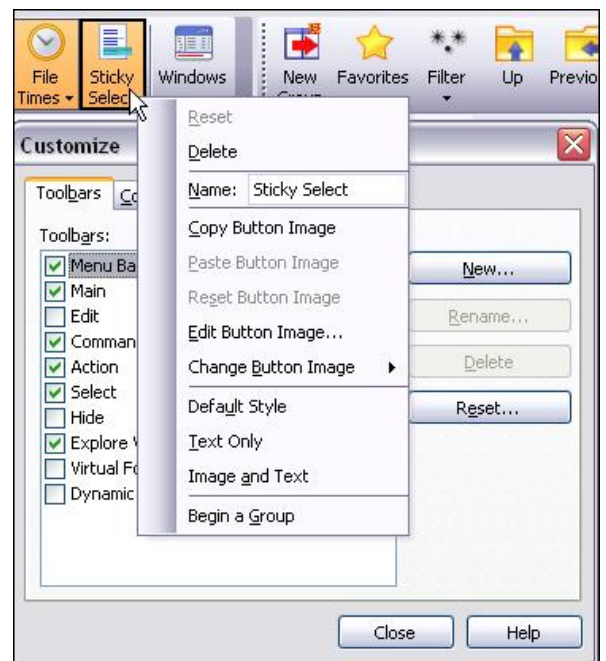 File Times
Sticky Select
Windows
New
Favorites
Filter
Up
Customize
Reset
Delete
Name: Sticky Select
Copy Button Image
Paste Button Image
Reset Button Image
Edit Button Image...
Change Button Image
Default Style
Text Only
Image and Text
Begin a Group
Toolbars
Toolbars:
Menu Ba
Main
Edit
Comman
Action
Select
Hide
Explore
Virtual Fo
Dynamic
New...
Rename...
Delete
Reset...
Close
Help